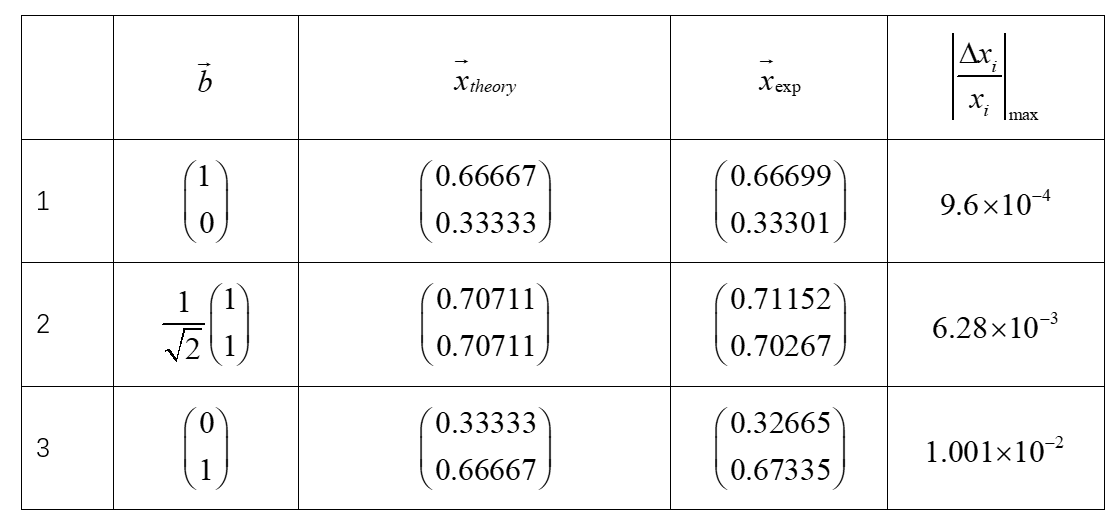 $\vec{b}$ $\vec{x}_{theory}$ $\vec{x}_{\exp}$ $\left|\frac{\Delta x_i}{x_i}\right|_{\max}$
1 $\begin{pmatrix}1\\0\end{pmatrix}$ $\begin{pmatrix}0.66667\\0.33333\end{pmatrix}$ $\begin{pmatrix}0.66699\\0.33301\end{pmatrix}$ $9.6\times10^{-4}$
2 $\frac{1}{\sqrt{2}}\begin{pmatrix}1\\1\end{pmatrix}$ $\begin{pmatrix}0.70711\\0.70711\end{pmatrix}$ $\begin{pmatrix}0.71152\\0.70267\end{pmatrix}$ $6.28\times10^{-3}$
3 $\begin{pmatrix}0\\1\end{pmatrix}$ $\begin{pmatrix}0.33333\\0.66667\end{pmatrix}$ $\begin{pmatrix}0.32665\\0.67335\end{pmatrix}$ $1.001\times10^{-2}$